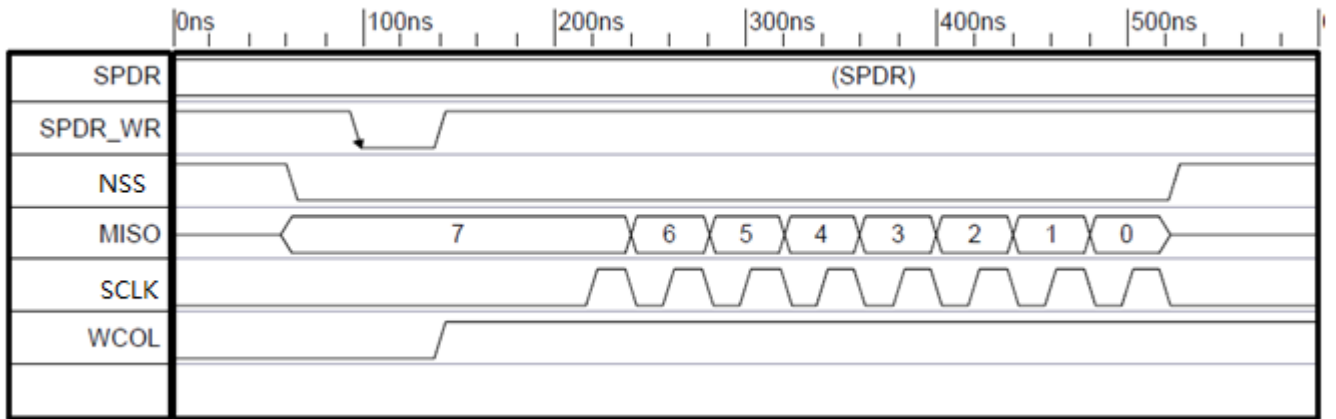 0ns 100ns 200ns 300ns 400ns 500ns
SPDR (SPDR)
SPDR_WR
NSS
MISO 7 6 5 4 3 2 1 0
SCLK
WCOL